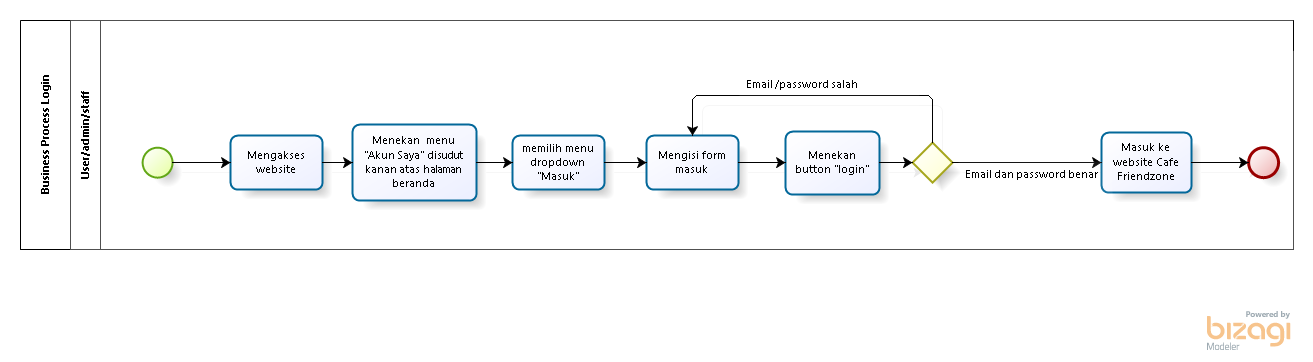 Business Process Login
User/admin/staff
Mengakses
website
Menekan menu
"Akun Saya" disudut
kanan atas halaman
beranda
memilih menu
dropdown
"Masuk"
Email /password salah
Mengisi form
masuk
Menekan
button "login"
Email dan password benar
Masuk ke
website Cafe
Friendzone
Powered by
bizagi
Modeler